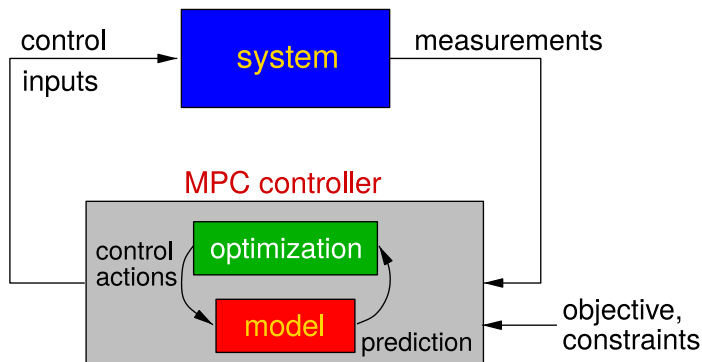 control
inputs
system
measurements
MPC controller
optimization
control
actions
model
prediction
objective,
constraints